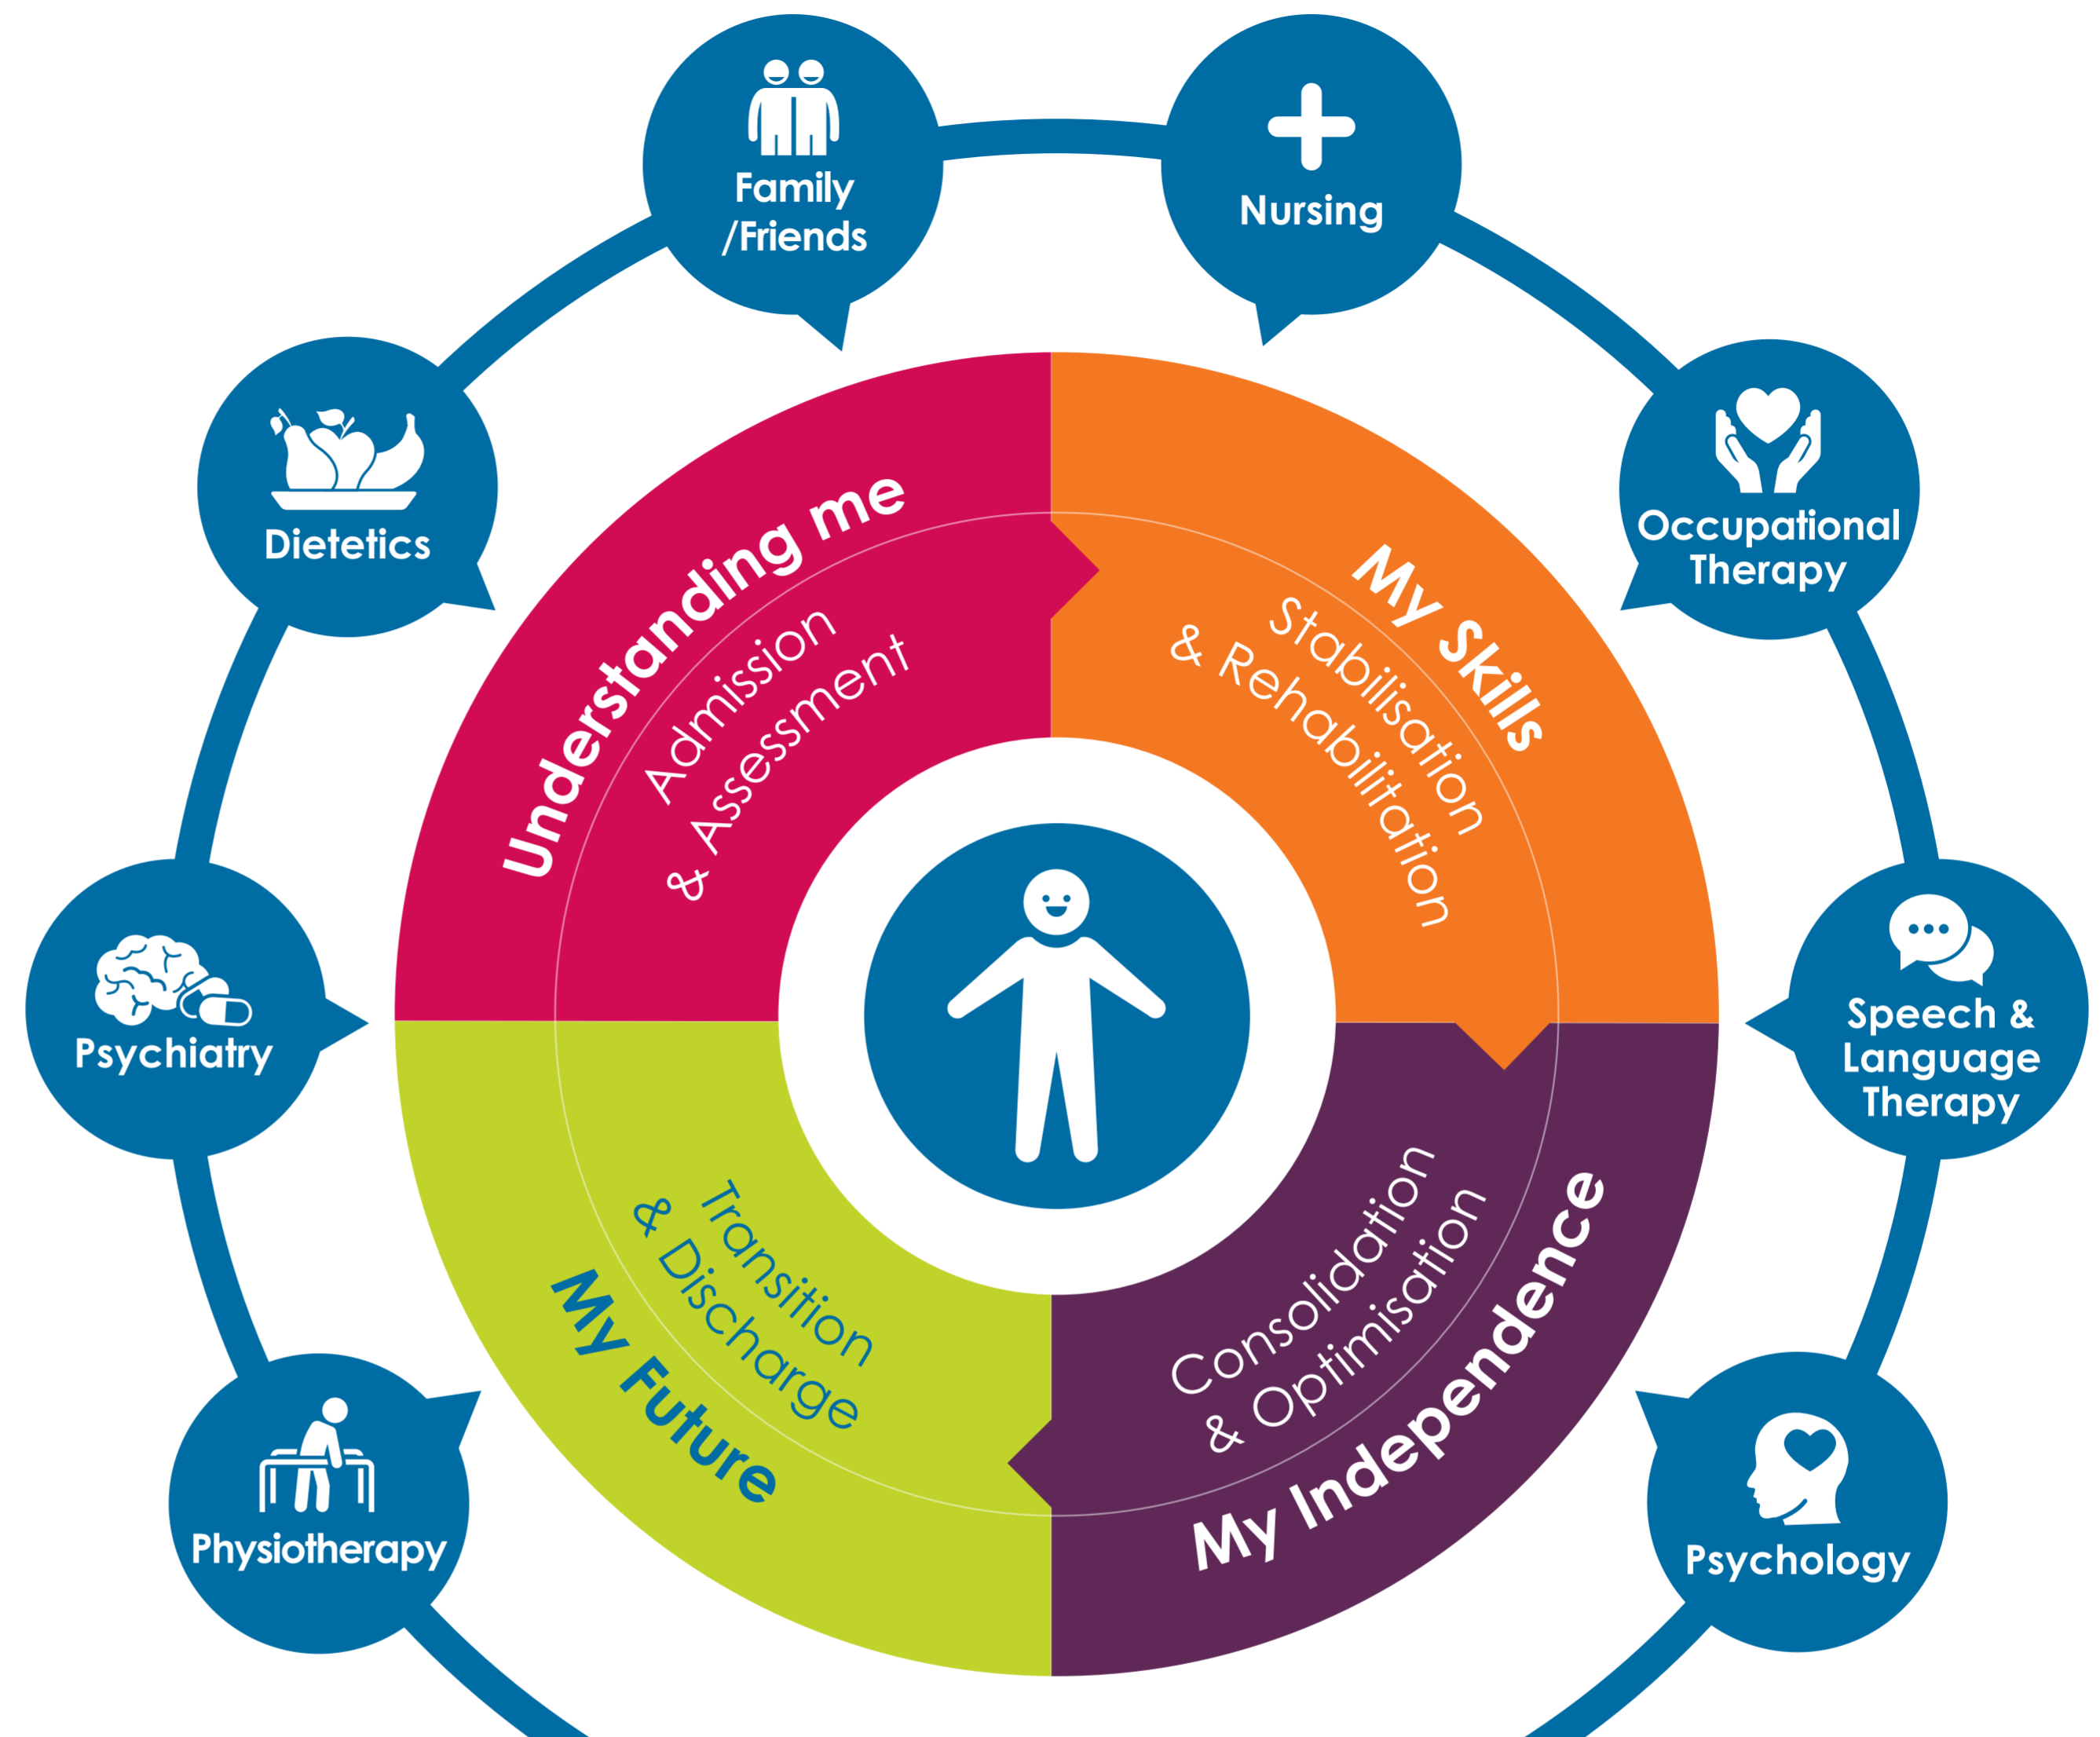 Family
/Friends
Nursing
Dietetics
Occupational
Therapy
Understanding me
Admission
& Assessment
My Skills
Stabilisation
& Rehabilitation
Psychiatry
Speech &
Language
Therapy
Transition
& Discharge
My Future
Consolidation
& Optimisation
My Independence
Physiotherapy
Psychology